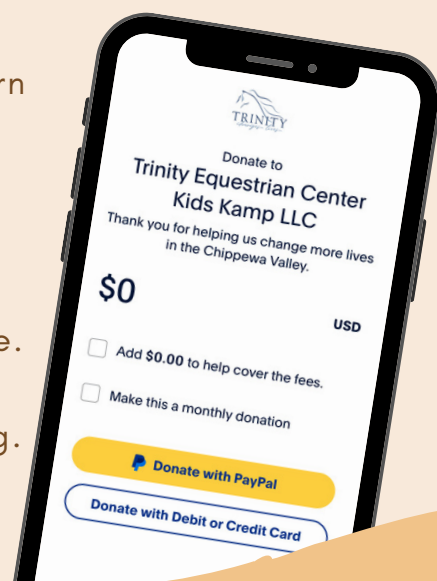 rn
e.
g.
TRINITY
Donate to
Trinity Equestrian Center
Kids Kamp LLC
Thank you for helping us change more lives
in the Chippewa Valley.
$0
USD
Add $0.00 to help cover the fees.
Make this a monthly donation
Donate with PayPal
Donate with Debit or Credit Card